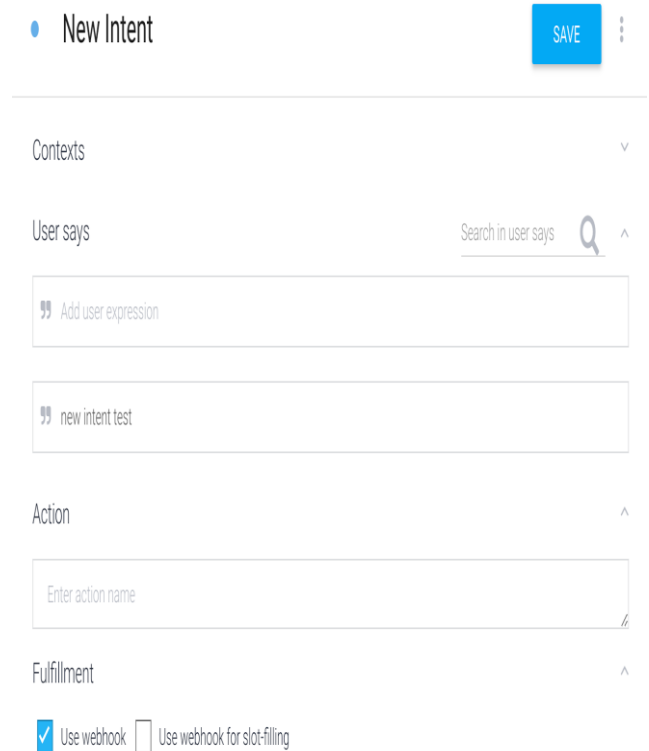 New Intent
SAVE
Contexts
User says
Search in user says
Add user expression
new intent test
Action
Enter action name
Fulfillment
Use webhook Use webhook for slot-filling